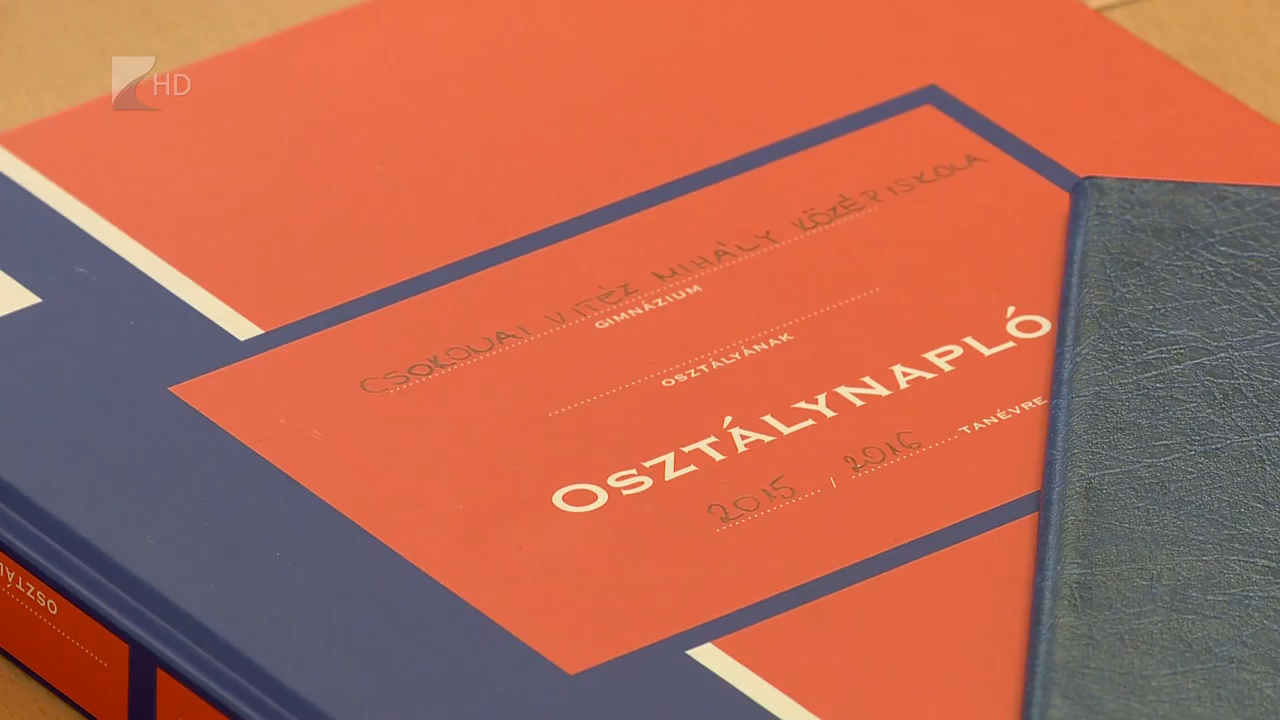 HD
CSOKONAI VITÉZ MIHÁLY KÖZÉPISKOLA
GIMNÁZIUM
OSZTÁLYÁNAK
OSZTÁLYNAPLÓ
2015 / 2016 TANÉVRE